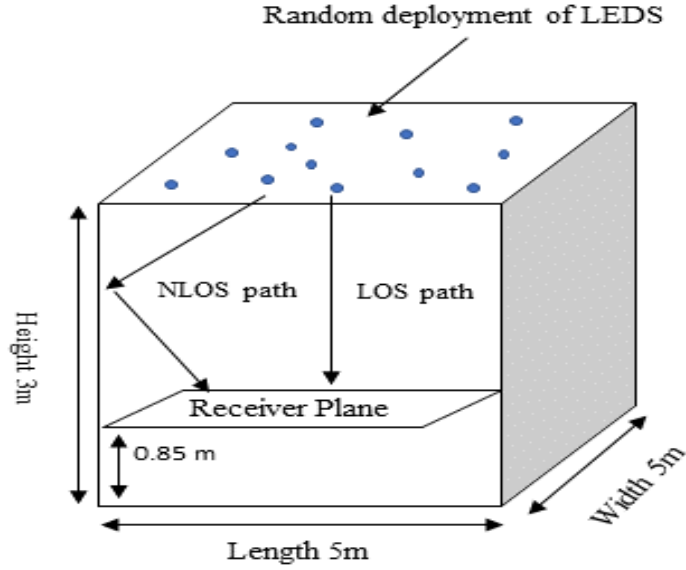 Random deployment of LEDS
NLOS path
LOS path
Height 3m
Receiver Plane
0.85 m
Width 5m
Length 5m